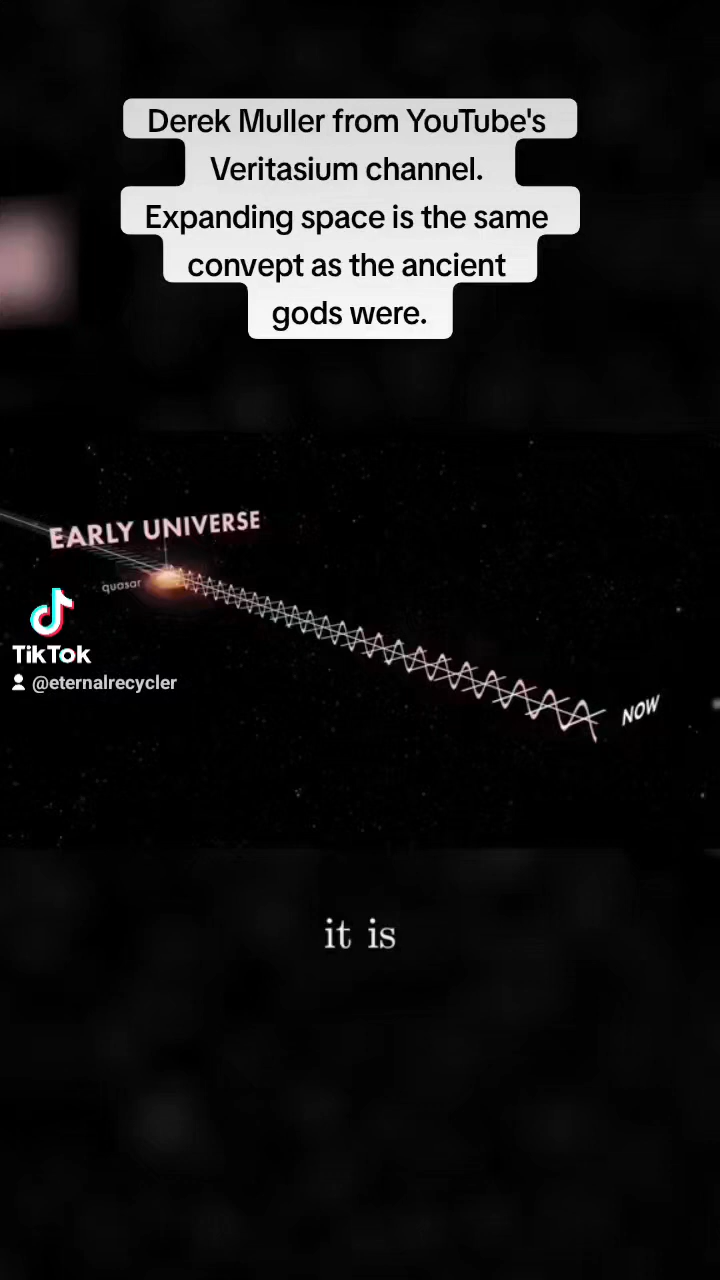 Derek Muller from YouTube's
Veritasium channel.
Expanding space is the same
convept as the ancient
gods were.
EARLY UNIVERSE
quasar
TikTok
@eternalrecycler
NOW
it is